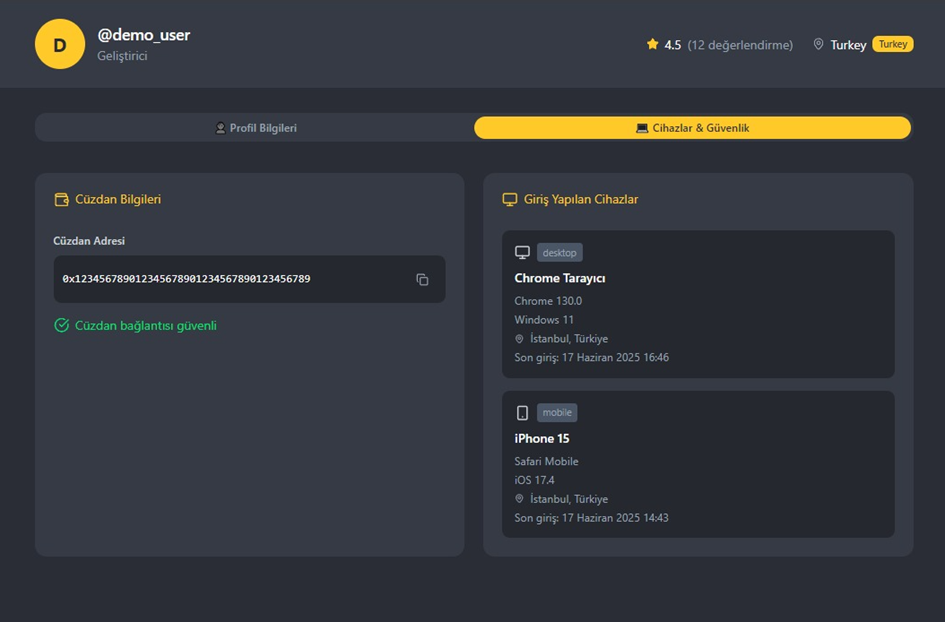 D
@demo_user
Geliştirici
4.5 (12 değerlendirme)
Turkey Turkey
Profil Bilgileri
Cihazlar & Güvenlik
Cüzdan Bilgileri
Cüzdan Adresi
0x123456789012345678901234567890123456789
Cüzdan bağlantısı güvenli
Giriş Yapılan Cihazlar
desktop
Chrome Tarayıcı
Chrome 130.0
Windows 11
İstanbul, Türkiye
Son giriş: 17 Haziran 2025 16:46
mobile
iPhone 15
Safari Mobile
iOS 17.4
İstanbul, Türkiye
Son giriş: 17 Haziran 2025 14:43